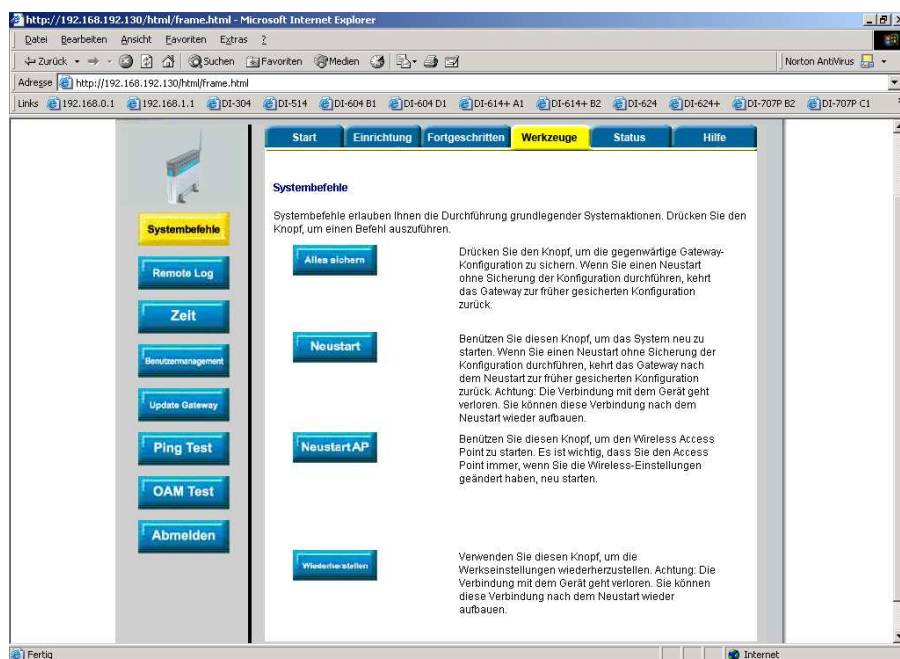 http://192.168.192.130/html/frame.html - Microsoft Internet Explorer
Datei Bearbeiten Ansicht Favoriten Extras ?
Zurück Suchen Favoriten Medien
Norton AntiVirus
Adresse http://192.168.192.130/html/frame.html
Links 192.168.0.1 192.168.1.1 DI-304 DI-514 DI-604 B1 DI-604 D1 DI-614+ A1 DI-614+ B2 DI-624 DI-624+ DI-707P B2 DI-707P C1
Start Einrichtung Fortgeschritten Werkzeuge Status Hilfe
Systembefehle
Remote Log
Zeit
Benutzermanagement
Update Gateway
Ping Test
OAM Test
Abmelden
Systembefehle
Systembefehle erlauben Ihnen die Durchführung grundlegender Systemaktionen. Drücken Sie den
Knopf, um einen Befehl auszuführen.
Alles sichern
Drücken Sie den Knopf, um die gegenwärtige Gateway-
Konfiguration zu sichern. Wenn Sie einen Neustart
ohne Sicherung der Konfiguration durchführen, kehrt
das Gateway zur früher gesicherten Konfiguration
zurück.
Neustart
Benützen Sie diesen Knopf, um das System neu zu
starten. Wenn Sie einen Neustart ohne Sicherung der
Konfiguration durchführen, kehrt das Gateway nach
dem Neustart zur früher gesicherten Konfiguration
zurück. Achtung: Die Verbindung mit dem Gerät geht
verloren. Sie können diese Verbindung nach dem
Neustart wieder aufbauen.
Neustart AP
Benützen Sie diesen Knopf, um den Wireless Access
Point zu starten. Es ist wichtig, dass Sie den Access
Point immer, wenn Sie die Wireless-Einstellungen
geändert haben, neu starten.
Wiederherstellen
Verwenden Sie diesen Knopf, um die
Werkseinstellungen wiederherzustellen. Achtung: Die
Verbindung mit dem Gerät geht verloren. Sie können
diese Verbindung nach dem Neustart wieder
aufbauen.
Fertig
Internet